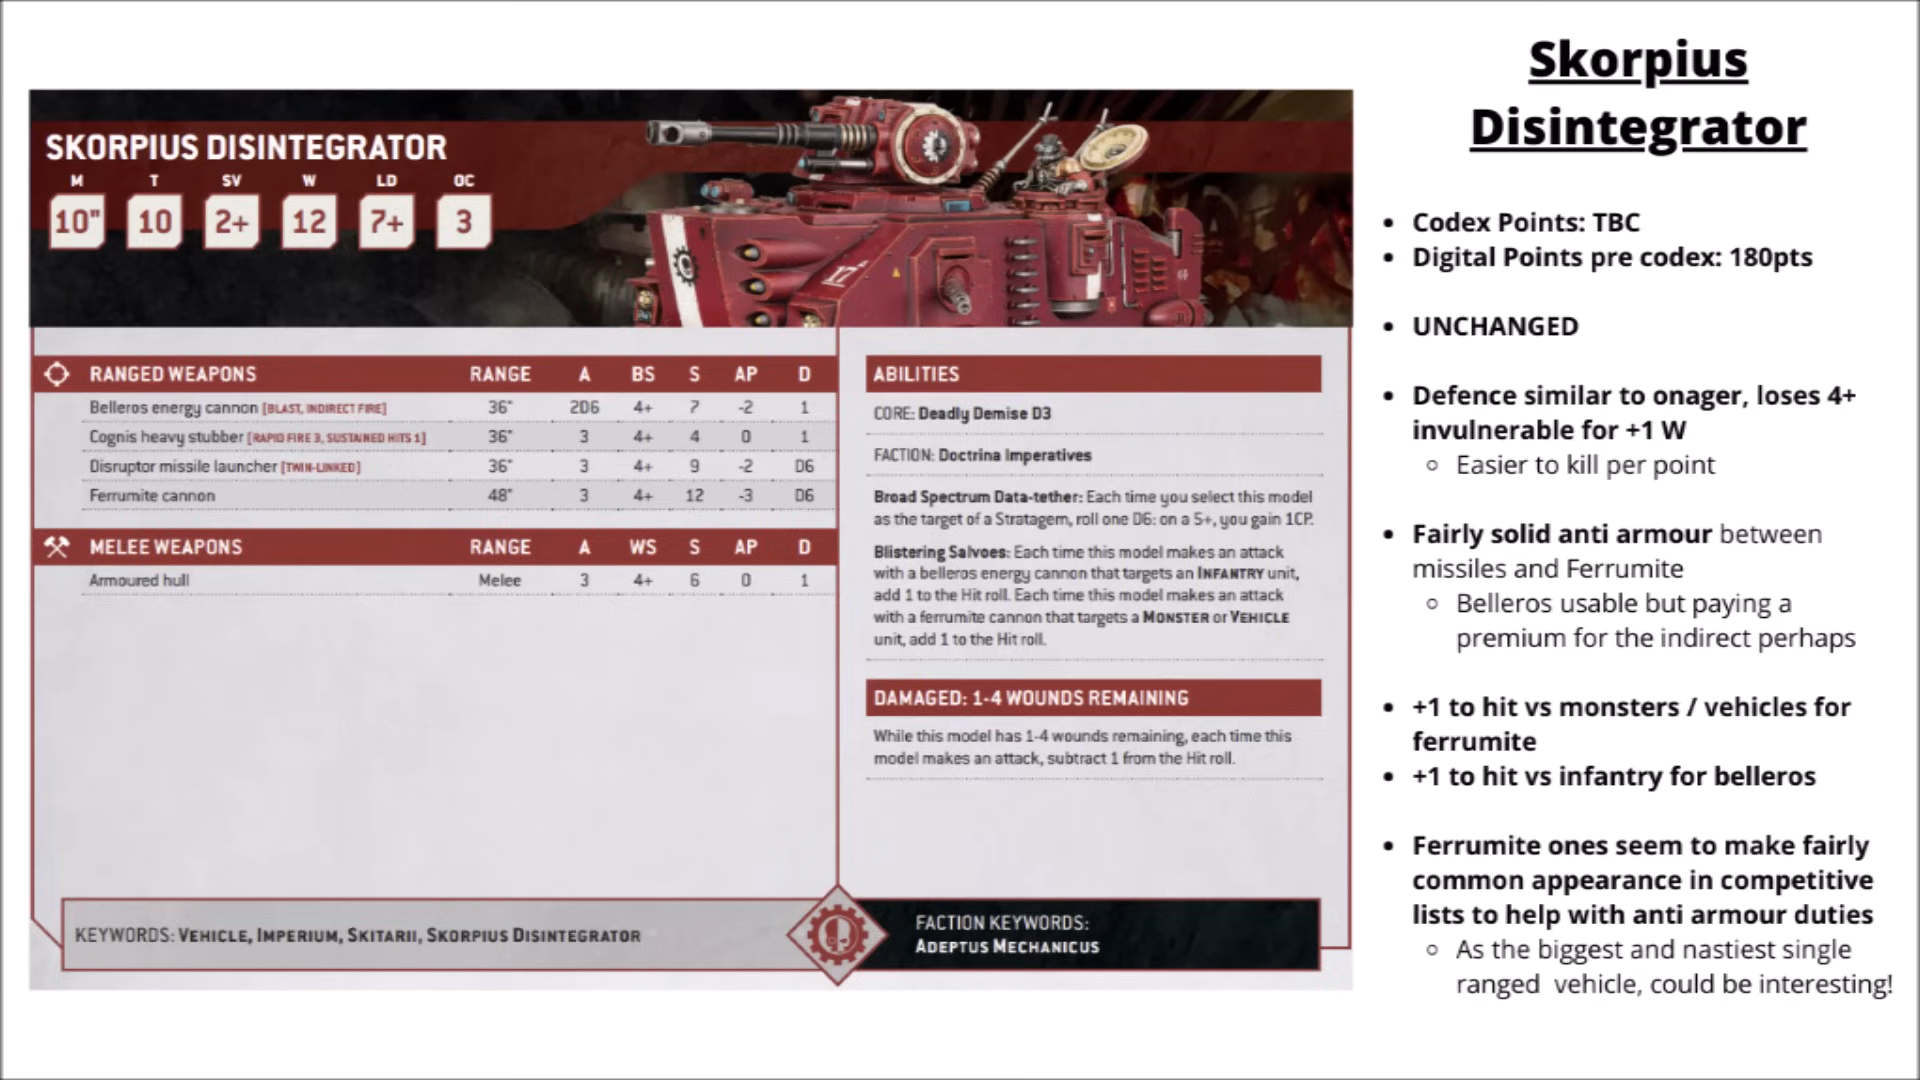 SKORPIUS DISINTEGRATOR
M T SV W LD OC
10" 10 2+ 12 7+ 3
17
RANGED WEAPONS RANGE A BS S AP D
Belleros energy cannon [BLAST, INDIRECT FIRE] 36" 2D6 4+ 7 -2 1
Cognis heavy stubber [RAPID FIRE 3, SUSTAINED HITS 1] 36" 3 4+ 4 0 1
Disruptor missile launcher [TWIN-LINKED] 36" 3 4+ 9 -2 D6
Ferrumite cannon 48" 3 4+ 12 -3 D6
MELEE WEAPONS RANGE A WS S AP D
Armoured hull Melee 3 4+ 6 0 1
ABILITIES
CORE: Deadly Demise D3
FACTION: Doctrina Imperatives
Broad Spectrum Data-tether: Each time you select this model
as the target of a Stratagem, roll one D6: on a 5+, you gain 1CP.
Blistering Salvoes: Each time this model makes an attack
with a belleros energy cannon that targets an INFANTRY unit,
add 1 to the Hit roll. Each time this model makes an attack
with a ferrumite cannon that targets a MONSTER or VEHICLE
unit, add 1 to the Hit roll.
DAMAGED: 1-4 WOUNDS REMAINING
While this model has 1-4 wounds remaining, each time this
model makes an attack, subtract 1 from the Hit roll.
KEYWORDS: VEHICLE, IMPERIUM, SKITARII, SKORPIUS DISINTEGRATOR
FACTION KEYWORDS:
ADEPTUS MECHANICUS
Skorpius
Disintegrator
• Codex Points: TBC
• Digital Points pre codex: 180pts
• UNCHANGED
• Defence similar to onager, loses 4+
invulnerable for +1 W
○ Easier to kill per point
• Fairly solid anti armour between
missiles and Ferrumite
○ Belleros usable but paying a
premium for the indirect perhaps
• +1 to hit vs monsters / vehicles for
ferrumite
• +1 to hit vs infantry for belleros
• Ferrumite ones seem to make fairly
common appearance in competitive
lists to help with anti armour duties
○ As the biggest and nastiest single
ranged vehicle, could be interesting!